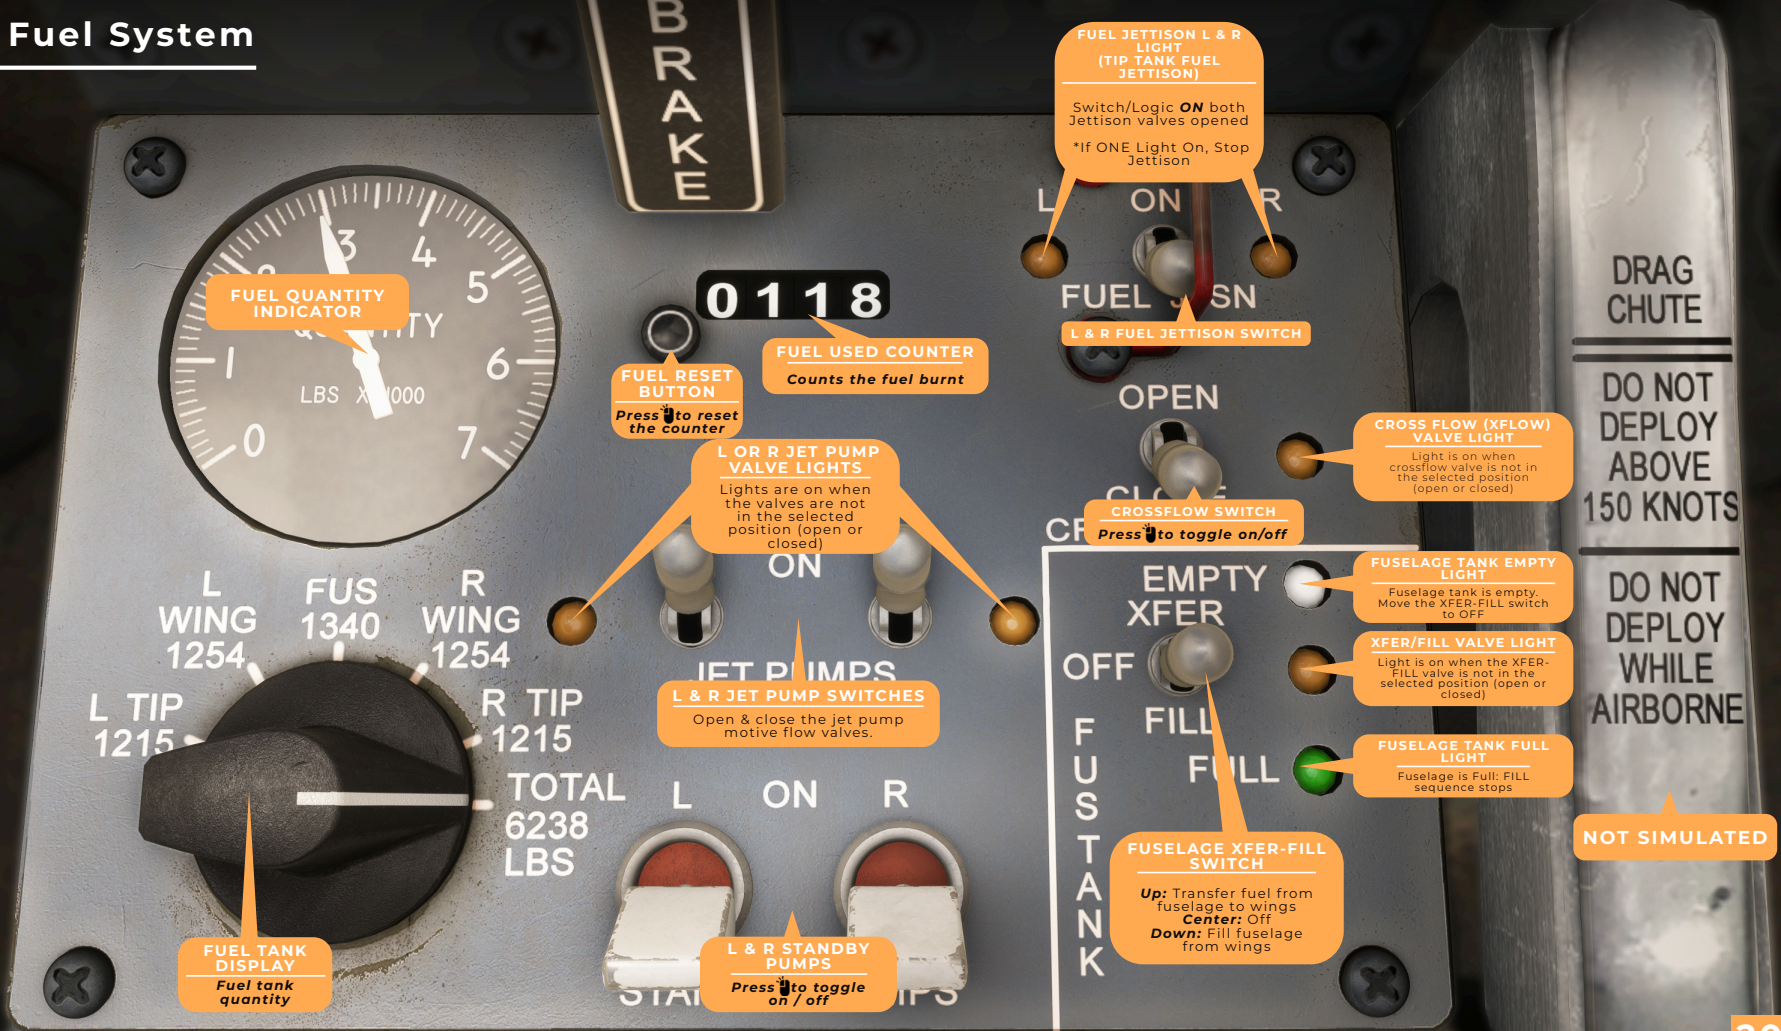 Fuel System
BRAKE
FUEL JETTISON L & R
LIGHT
(TIP TANK FUEL
JETTISON)
Switch/Logic ON both
Jettison valves opened
*If ONE Light On, Stop
Jettison
L ON R
FUEL SN
L & R FUEL JETTISON SWITCH
3
4
5
6
7
1
0
FUEL QUANTITY
INDICATOR
LBS X 1000
0118
FUEL USED COUNTER
Counts the fuel burnt
FUEL RESET
BUTTON
Press to reset
the counter
L OR R JET PUMP
VALVE LIGHTS
Lights are on when
the valves are not
in the selected
position (open or
closed)
ON
JET PUMPS
L & R JET PUMP SWITCHES
Open & close the jet pump
motive flow valves.
OPEN
CROSS FLOW (XFLOW)
VALVE LIGHT
Light is on when
crossflow valve is not in
the selected position
(open or closed)
CROSSFLOW SWITCH
Press to toggle on/off
EMPTY
XFER
OFF
FILL
FULL
FUS TANK
FUSELAGE TANK EMPTY
LIGHT
Fuselage tank is empty.
Move the XFER-FILL switch
to OFF
XFER/FILL VALVE LIGHT
Light is on when the XFER-
FILL valve is not in the
selected position (open or
closed)
FUSELAGE TANK FULL
LIGHT
Fuselage is Full: FILL
sequence stops
FUSELAGE XFER-FILL
SWITCH
Up: Transfer fuel from
fuselage to wings
Center: Off
Down: Fill fuselage
from wings
L
WING
1254
FUS
1340
R
WING
1254
L TIP
1215
R TIP
1215
TOTAL
6238
LBS
FUEL TANK
DISPLAY
Fuel tank
quantity
L ON R
L & R STANDBY
PUMPS
Press to toggle
on / off
DRAG
CHUTE
DO NOT
DEPLOY
ABOVE
150 KNOTS
DO NOT
DEPLOY
WHILE
AIRBORNE
NOT SIMULATED